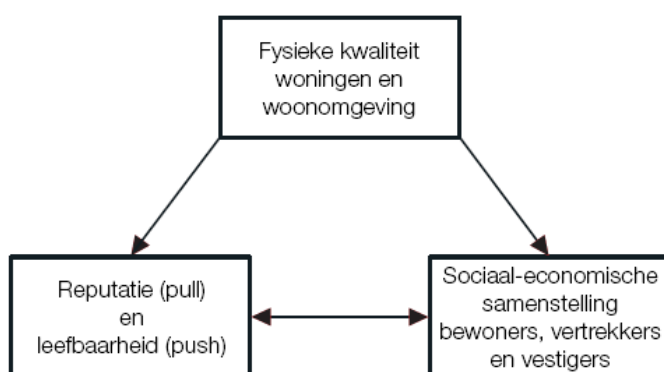 Fysieke kwaliteit
woningen en
woonomgeving
Reputatie (pull)
en
leefbaarheid (push)
Sociaal-economische
samenstelling
bewoners, vertrekkers
en vestigers